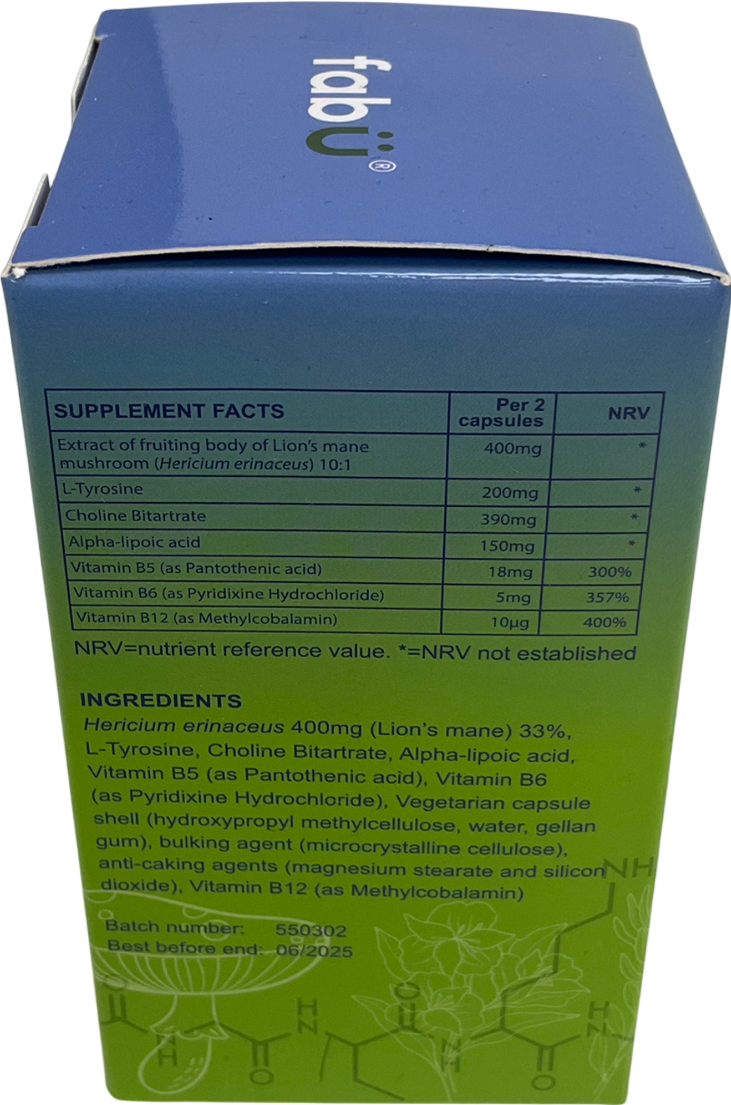 fabÜ®
SUPPLEMENT FACTS Per 2 capsules NRV
Extract of fruiting body of Lion's mane mushroom (Hericium erinaceus) 10:1 400mg *
L-Tyrosine 200mg *
Choline Bitartrate 390mg *
Alpha-lipoic acid 150mg *
Vitamin B5 (as Pantothenic acid) 18mg 300%
Vitamin B6 (as Pyridixine Hydrochloride) 5mg 357%
Vitamin B12 (as Methylcobalamin) 10µg 400%
NRV=nutrient reference value. *=NRV not established
INGREDIENTS
Hericium erinaceus 400mg (Lion's mane) 33%,
L-Tyrosine, Choline Bitartrate, Alpha-lipoic acid,
Vitamin B5 (as Pantothenic acid), Vitamin B6
(as Pyridixine Hydrochloride), Vegetarian capsule
shell (hydroxypropyl methylcellulose, water, gellan
gum), bulking agent (microcrystalline cellulose),
anti-caking agents (magnesium stearate and silicon
dioxide), Vitamin B12 (as Methylcobalamin)
NH
Batch number: 550302
Best before end: 06/2025
O
N
H
O
H
N
O
N
H
O
H
N